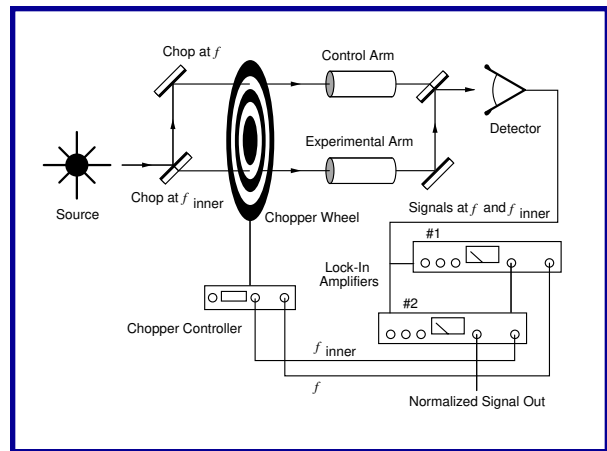 Chop at f
Control Arm
Experimental Arm
Detector
Source
Chop at f inner
Chopper Wheel
Signals at f and f inner
#1
Lock-In
Amplifiers
#2
Chopper Controller
f inner
f
Normalized Signal Out